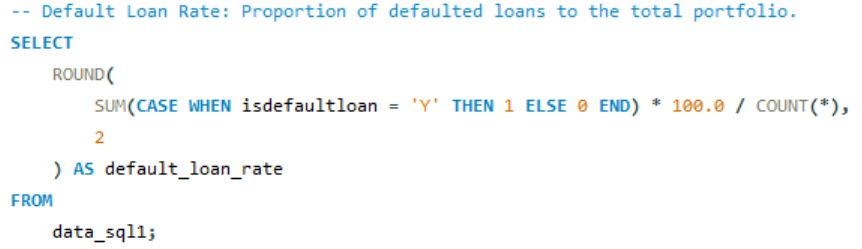 -- Default Loan Rate: Proportion of defaulted loans to the total portfolio.
SELECT
    ROUND(
        SUM(CASE WHEN isdefaultloan = 'Y' THEN 1 ELSE 0 END) * 100.0 / COUNT(*),
        2
    ) AS default_loan_rate
FROM
    data_sql1;